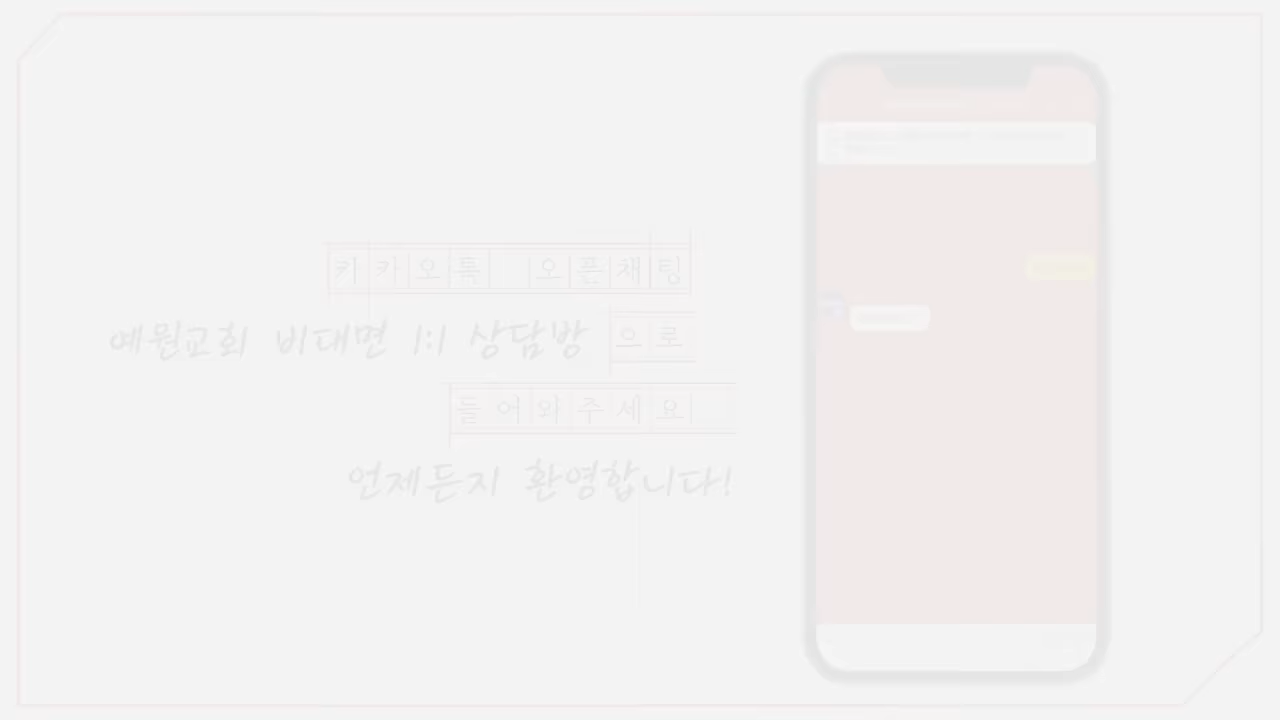 카카오톡 오픈채팅
예원교회 비대면 1:1 상담방 으로
들어와주세요
언제든지 환영합니다!